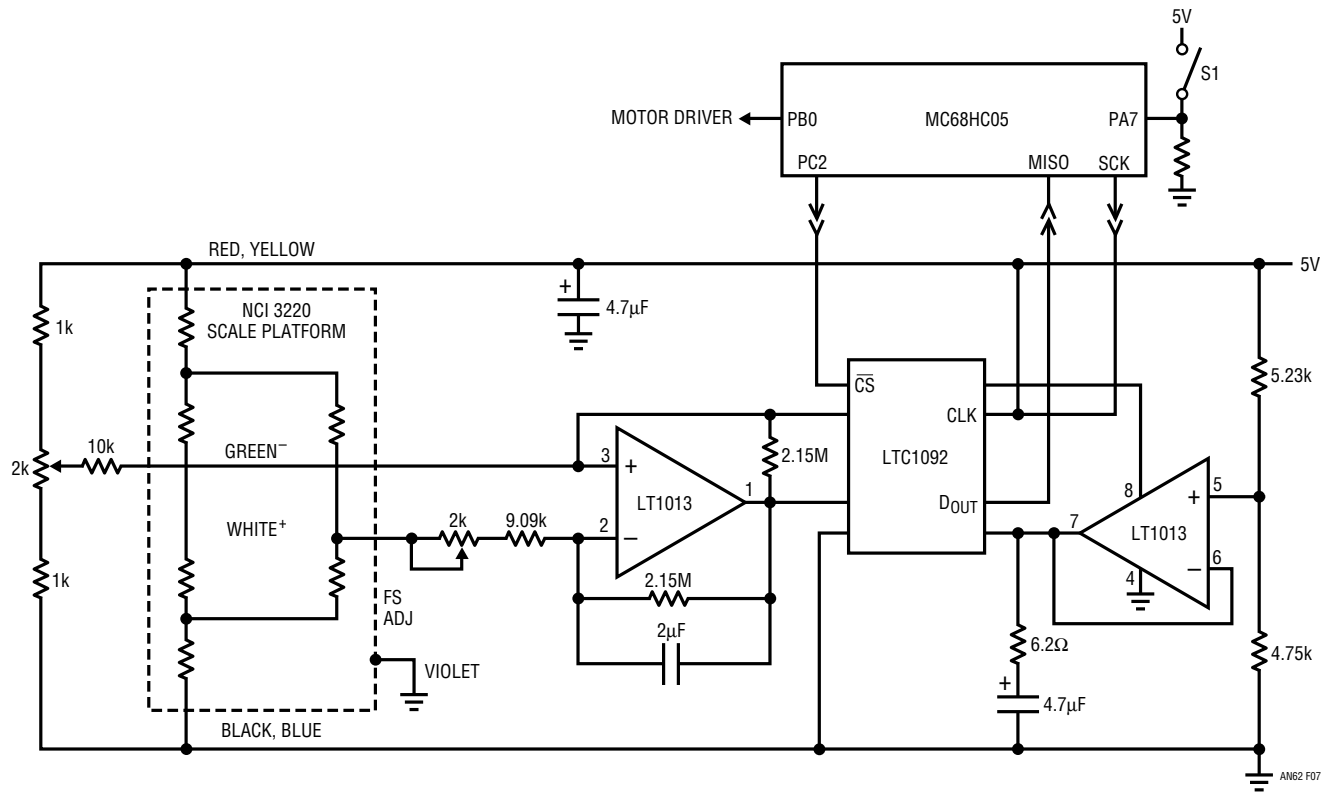 5V
S1
MC68HC05
MOTOR DRIVER
PB0
PA7
PC2
MISO
SCK
RED, YELLOW
5V
NCI 3220
SCALE PLATFORM
+
4.7µF
1k
5.23k
C̅S̅
CLK
10k
GREEN⁻
2k
3
+
2.15M
LTC1092
LT1013
1
8
5
+
DOUT
7
LT1013
WHITE⁺
2k
9.09k
2
−
6
−
4
1k
FS
ADJ
2.15M
2µF
6.2Ω
4.75k
VIOLET
+
4.7µF
BLACK, BLUE
AN62 F07